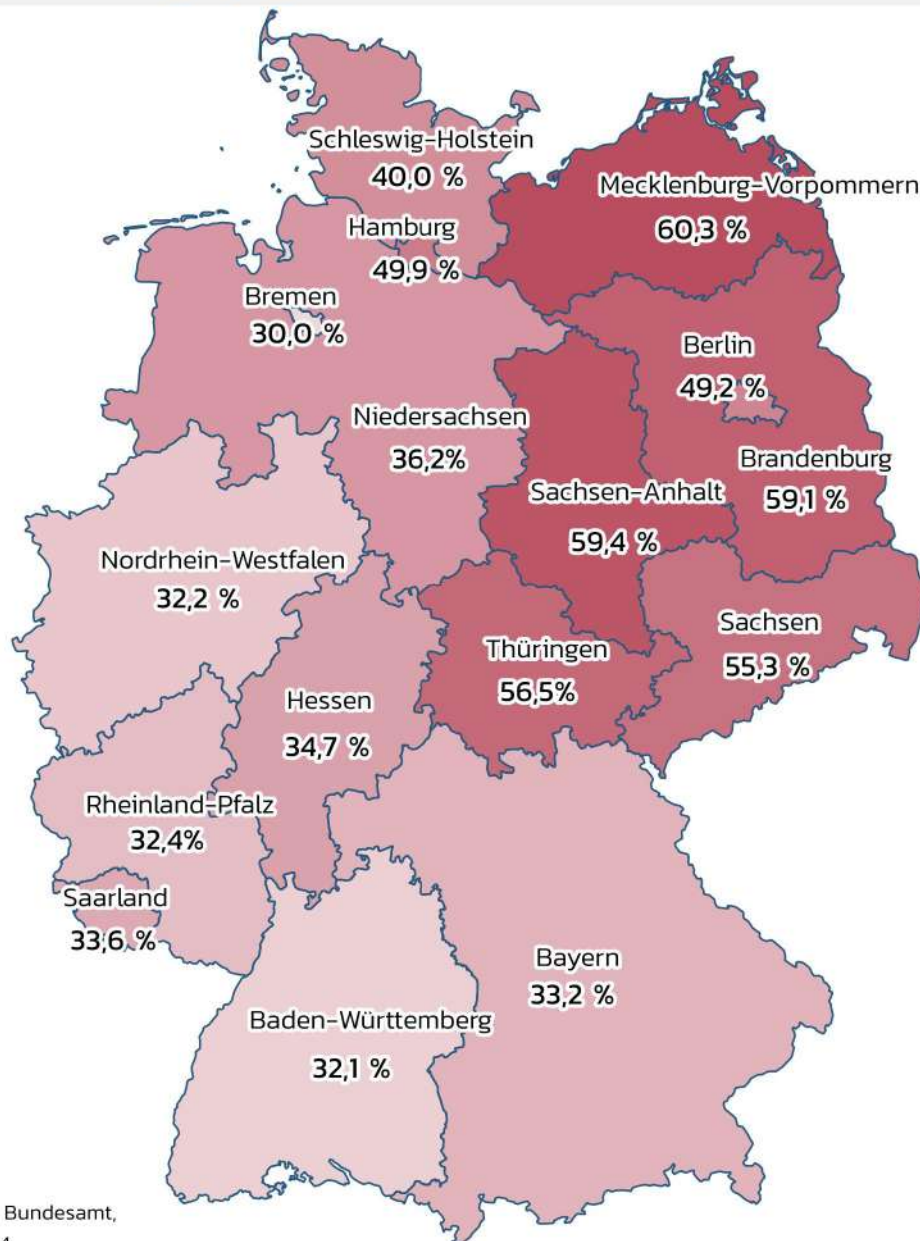 Schleswig-Holstein
40,0 %
Mecklenburg-Vorpommern
60,3 %
Hamburg
49,9 %
Bremen
30,0 %
Berlin
49,2 %
Niedersachsen
36,2%
Brandenburg
59,1 %
Sachsen-Anhalt
59,4 %
Nordrhein-Westfalen
32,2 %
Sachsen
55,3 %
Thüringen
56,5%
Hessen
34,7 %
Rheinland-Pfalz
32,4%
Saarland
33,6 %
Bayern
33,2 %
Baden-Württemberg
32,1 %
Bundesamt,